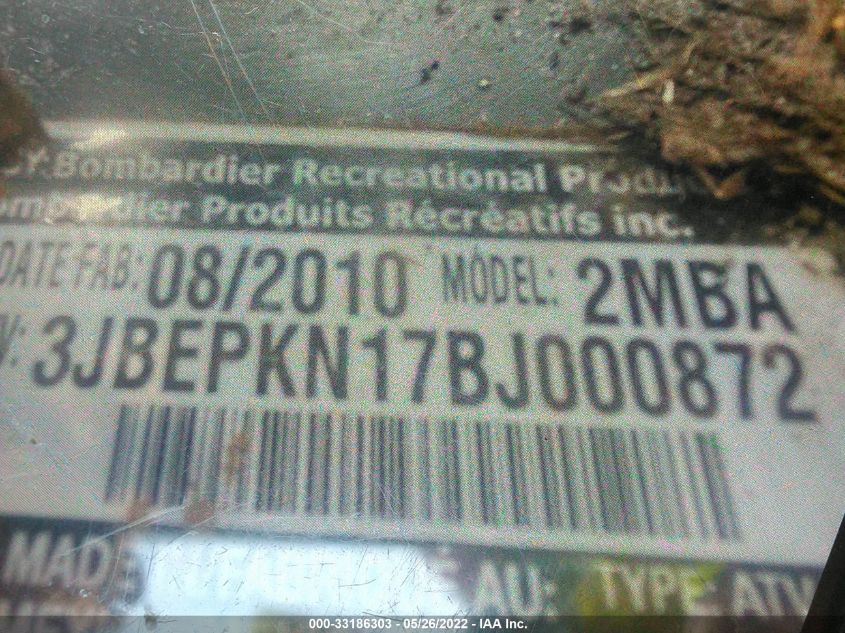 Bombardier Recreational Produ
mbardier Produits Récréatifs inc.
DATE FAB: 08/2010 MODEL: 2MBA
3JBEPKN17BJ000872
MAD AU: TYPE: ATV
000-33186303 - 05/26/2022 - IAA Inc.